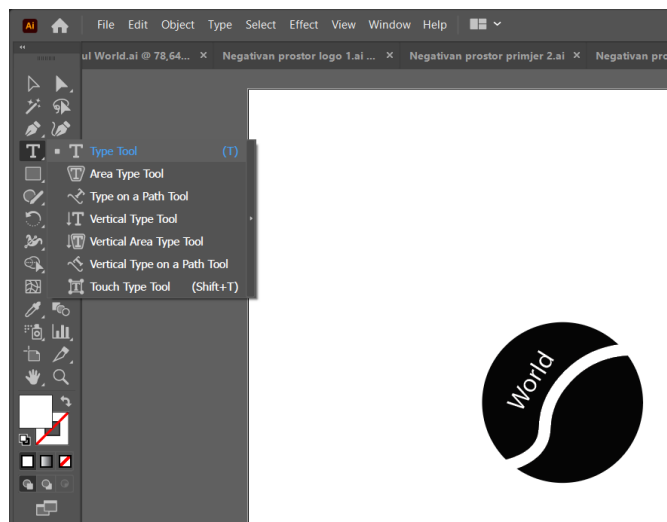 Ai File Edit Object Type Select Effect View Window Help
ul World.ai @ 78,64... × Negativan prostor logo 1.ai ... × Negativan prostor primjer 2.ai × Negativan pro
T Type Tool (T)
Area Type Tool
Type on a Path Tool
Vertical Type Tool
Vertical Area Type Tool
Vertical Type on a Path Tool
Touch Type Tool (Shift+T)
World